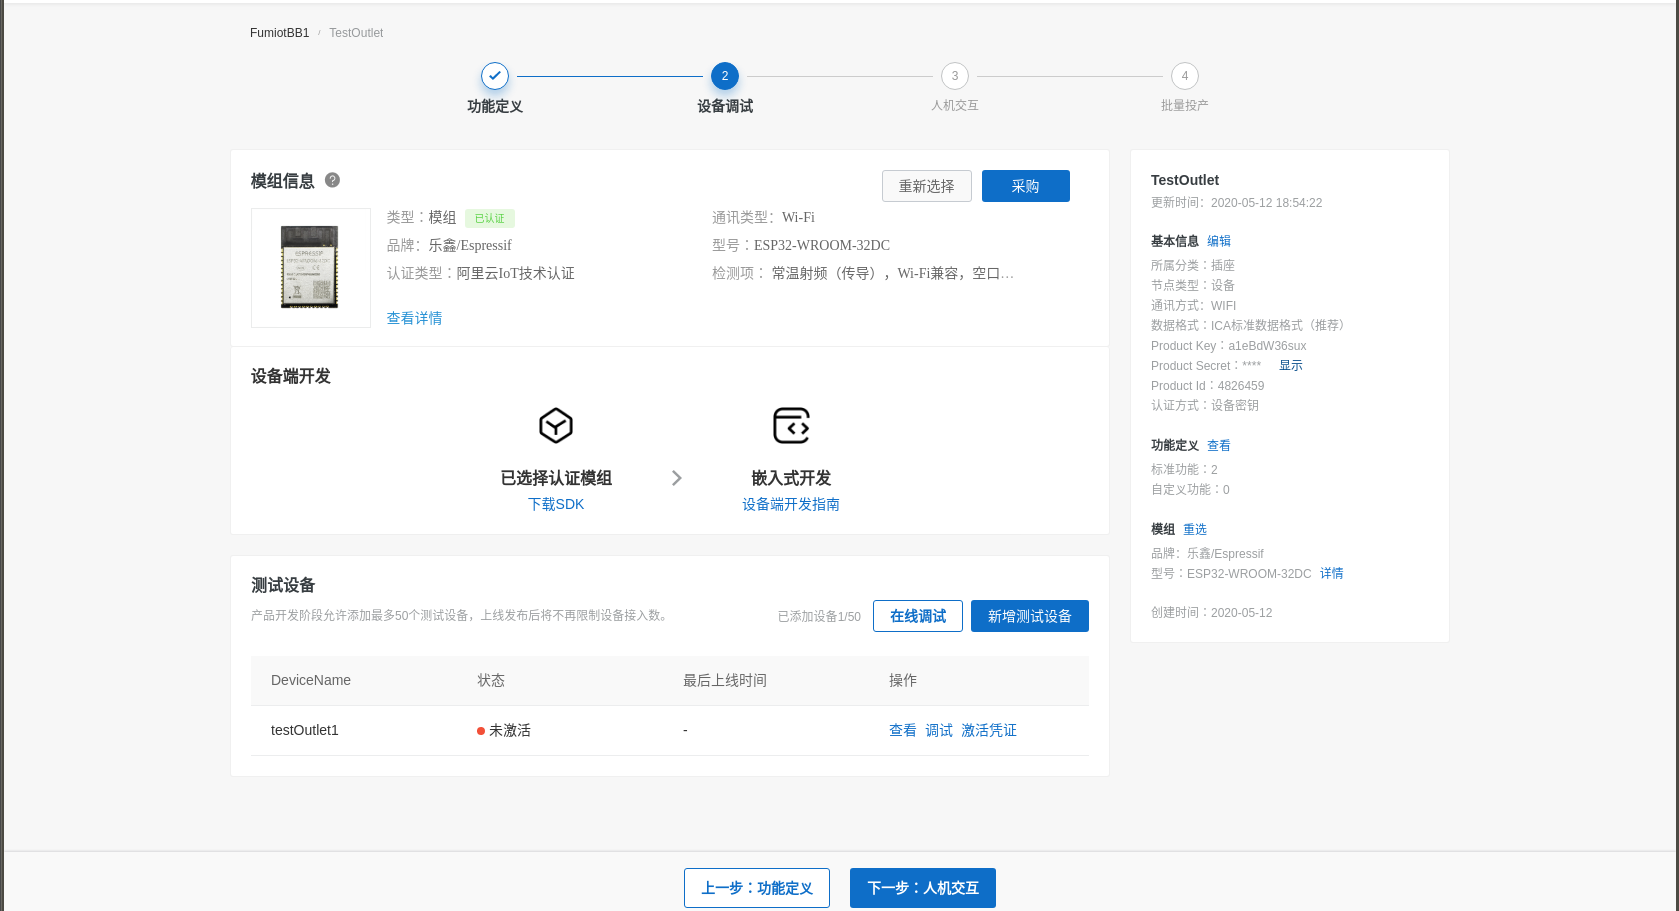 FumiotBB1 / TestOutlet
2 3 4
功能定义 设备调试 人机交互 批量投产
模组信息 ?
重新选择 采购
ESPRESSIF
类型：模组 已认证
通讯类型：Wi-Fi
品牌：乐鑫/Espressif
型号：ESP32-WROOM-32DC
认证类型：阿里云IoT技术认证
检测项： 常温射频（传导），Wi-Fi兼容，空口…
查看详情
设备端开发
已选择认证模组
下载SDK
嵌入式开发
设备端开发指南
测试设备
产品开发阶段允许添加最多50个测试设备，上线发布后将不再限制设备接入数。
已添加设备1/50 在线调试 新增测试设备
DeviceName 状态 最后上线时间 操作
testOutlet1 未激活 - 查看 调试 激活凭证
TestOutlet
更新时间：2020-05-12 18:54:22
基本信息 编辑
所属分类：插座
节点类型：设备
通讯方式：WIFI
数据格式：ICA标准数据格式（推荐）
Product Key：a1eBdW36sux
Product Secret：**** 显示
Product Id：4826459
认证方式：设备密钥
功能定义 查看
标准功能：2
自定义功能：0
模组 重选
品牌：乐鑫/Espressif
型号：ESP32-WROOM-32DC 详情
创建时间：2020-05-12
上一步：功能定义 下一步：人机交互